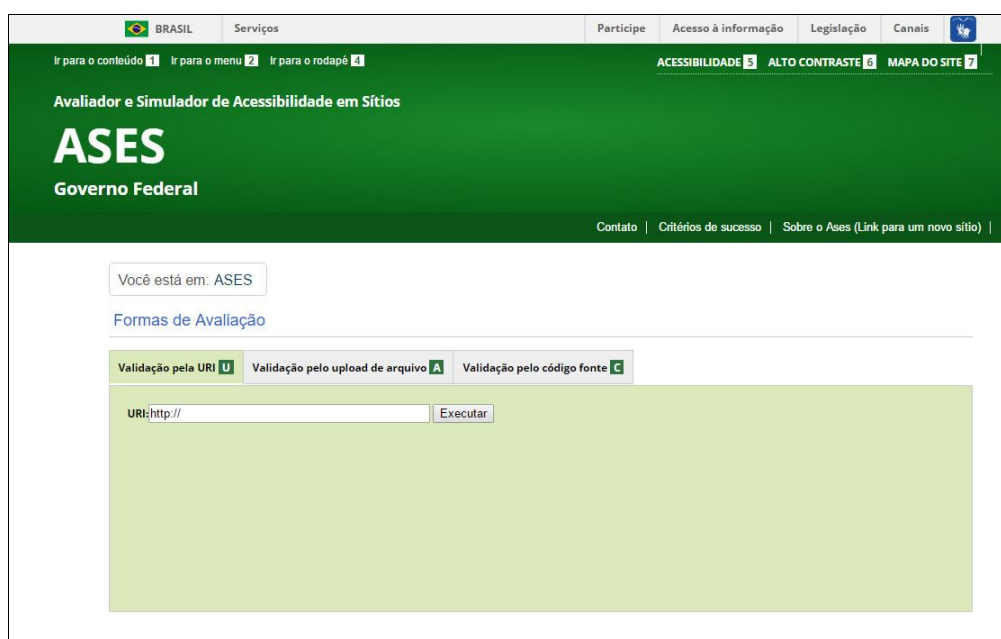 BRASIL Serviços Participe Acesso à informação Legislação Canais
Ir para o conteúdo 1 Ir para o menu 2 Ir para o rodapé 4 ACESSIBILIDADE 5 ALTO CONTRASTE 6 MAPA DO SITE 7
Avaliador e Simulador de Acessibilidade em Sítios
ASES
Governo Federal
Contato | Critérios de sucesso | Sobre o Ases (Link para um novo sítio) |
Você está em: ASES
Formas de Avaliação
Validação pela URI U Validação pelo upload de arquivo A Validação pelo código fonte C
URI: http:// Executar